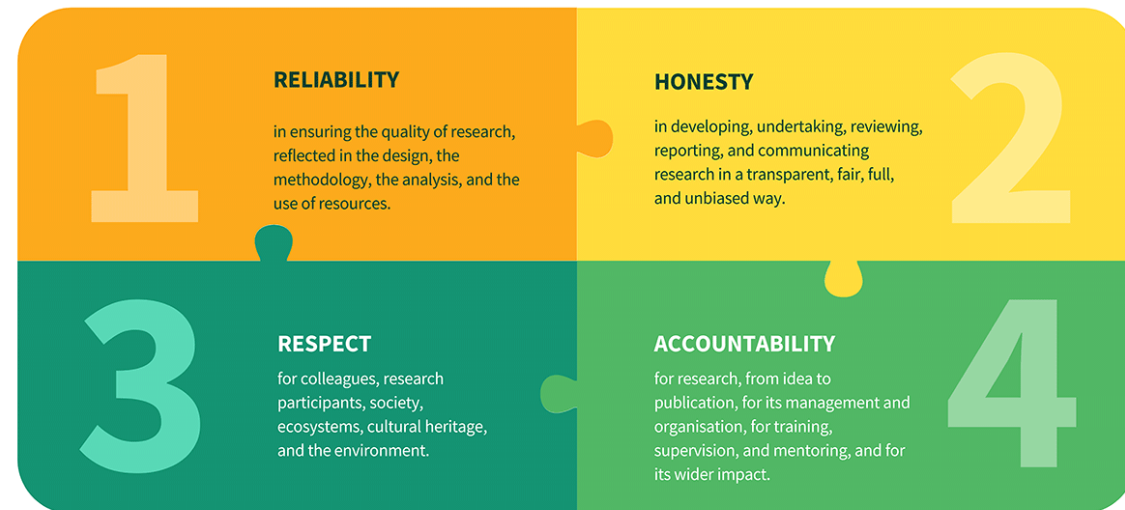 1
RELIABILITY
in ensuring the quality of research,
reflected in the design, the
methodology, the analysis, and the
use of resources.
2
HONESTY
in developing, undertaking, reviewing,
reporting, and communicating
research in a transparent, fair, full,
and unbiased way.
3
RESPECT
for colleagues, research
participants, society,
ecosystems, cultural heritage,
and the environment.
4
ACCOUNTABILITY
for research, from idea to
publication, for its management and
organisation, for training,
supervision, and mentoring, and for
its wider impact.